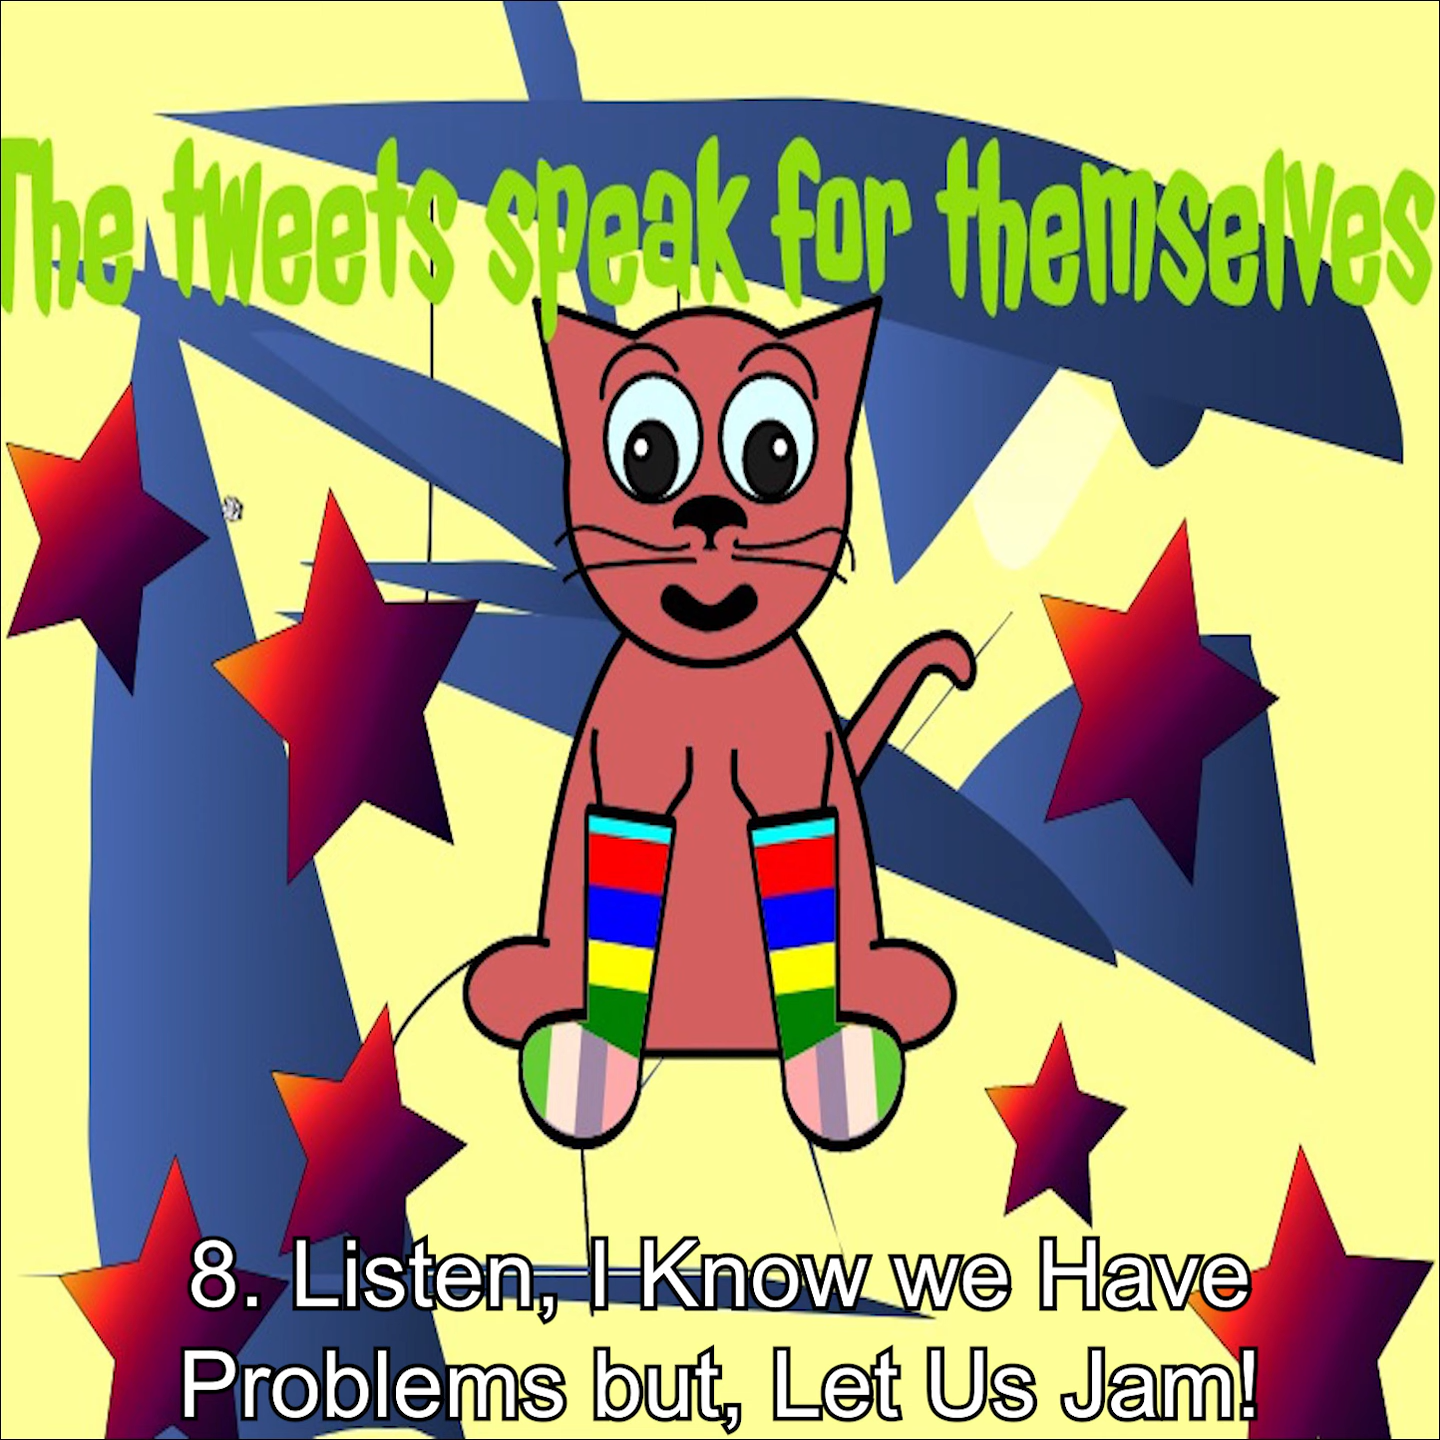 The tweets speak for themselves
8. Listen, I Know we Have
Problems but, Let Us Jam!